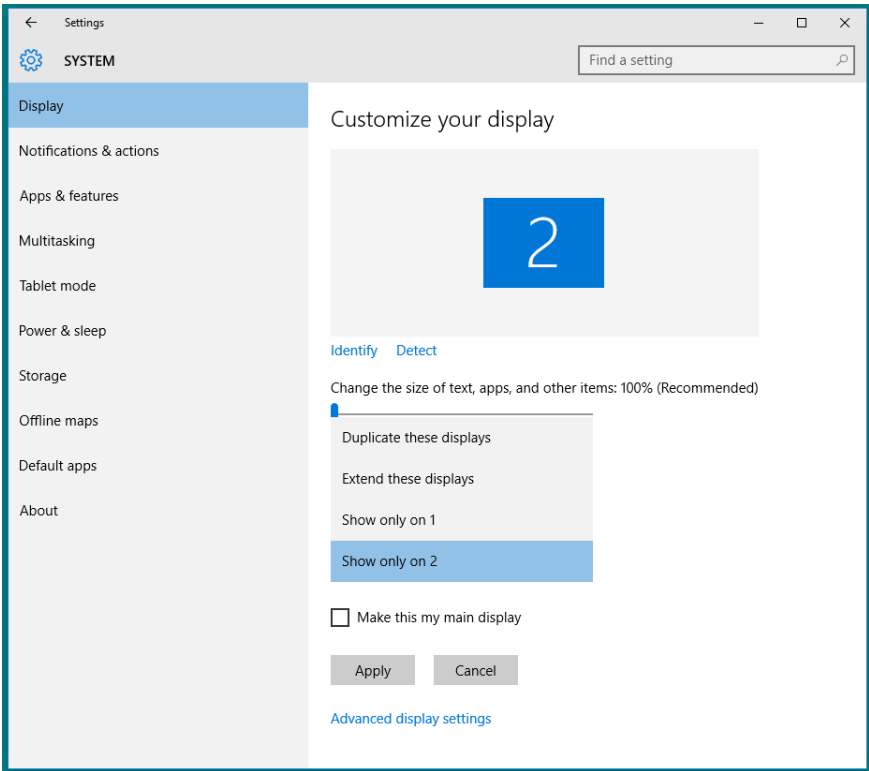 Settings
SYSTEM
Find a setting
Display
Notifications & actions
Apps & features
Multitasking
Tablet mode
Power & sleep
Storage
Offline maps
Default apps
About
Customize your display
2
Identify Detect
Change the size of text, apps, and other items: 100% (Recommended)
Duplicate these displays
Extend these displays
Show only on 1
Show only on 2
Make this my main display
Apply Cancel
Advanced display settings